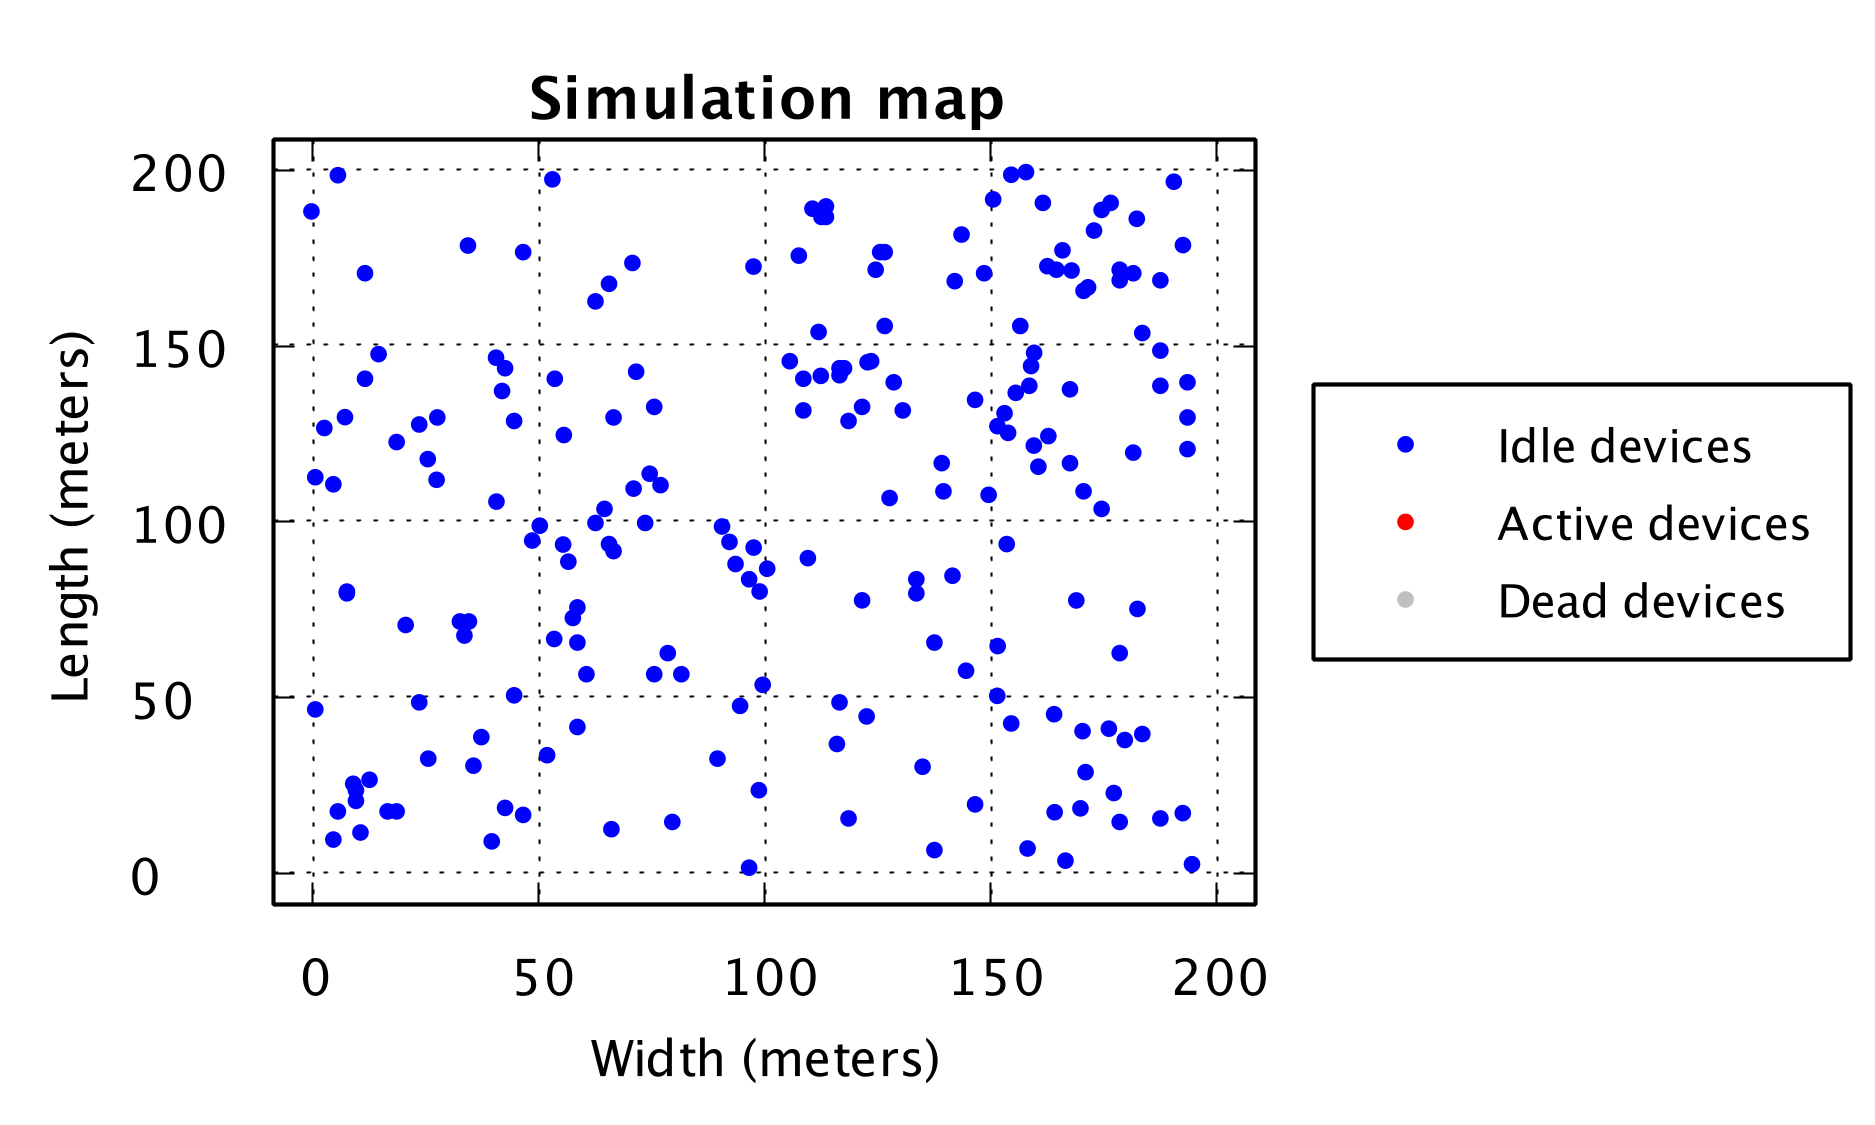 Simulation map
200
150
100
50
0
Length (meters)
0 50 100 150 200
Width (meters)
Idle devices
Active devices
Dead devices